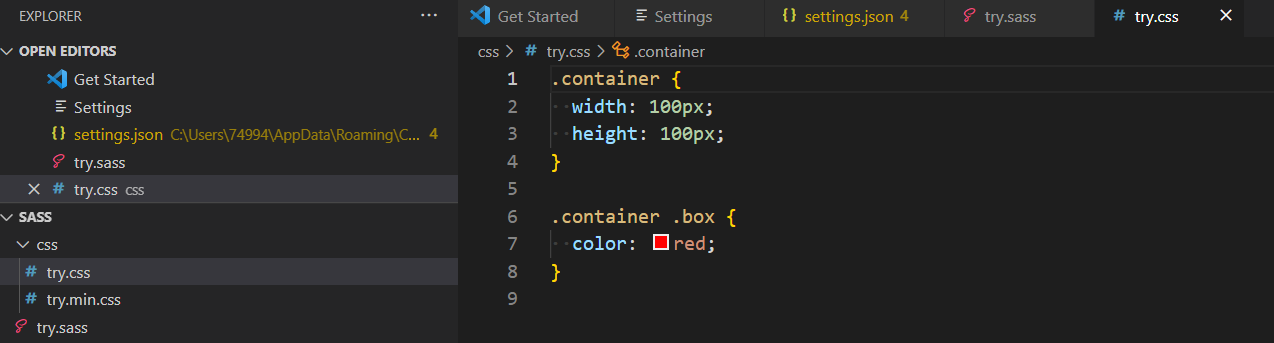 EXPLORER ...
OPEN EDITORS
Get Started
Settings
{} settings.json C:\Users\74994\AppData\Roaming\C... 4
try.sass
# try.css css
SASS
css
# try.css
# try.min.css
try.sass
Get Started Settings {} settings.json 4 try.sass # try.css
css > # try.css > .container
1 .container {
2 width: 100px;
3 height: 100px;
4 }
5
6 .container .box {
7 color: red;
8 }
9